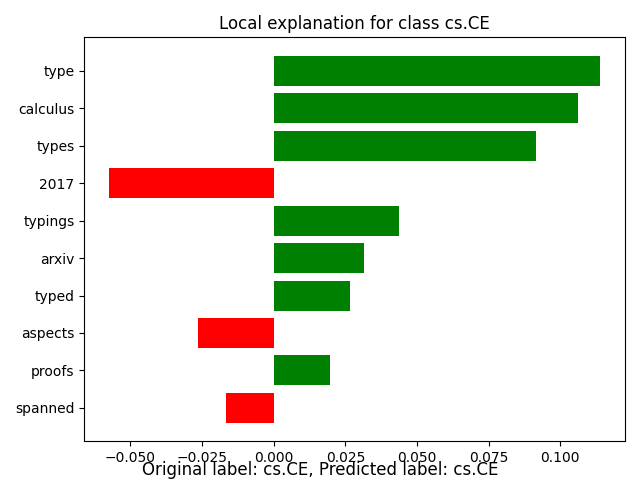 Local explanation for class cs.CE
type
calculus
types
2017
typings
arxiv
typed
aspects
proofs
spanned
−0.050 −0.025 0.000 0.025 0.050 0.075 0.100
Original label: cs.CE, Predicted label: cs.CE